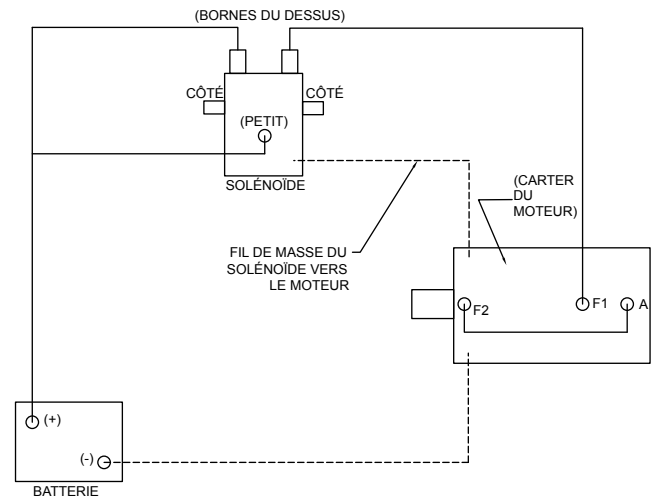 (BORNES DU DESSUS)
CÔTÉ
CÔTÉ
(PETIT)
SOLÉNOÏDE
(CARTER
DU
MOTEUR)
FIL DE MASSE DU
SOLÉNOÏDE VERS
LE MOTEUR
F2
F1
A
(+)
(-)
BATTERIE